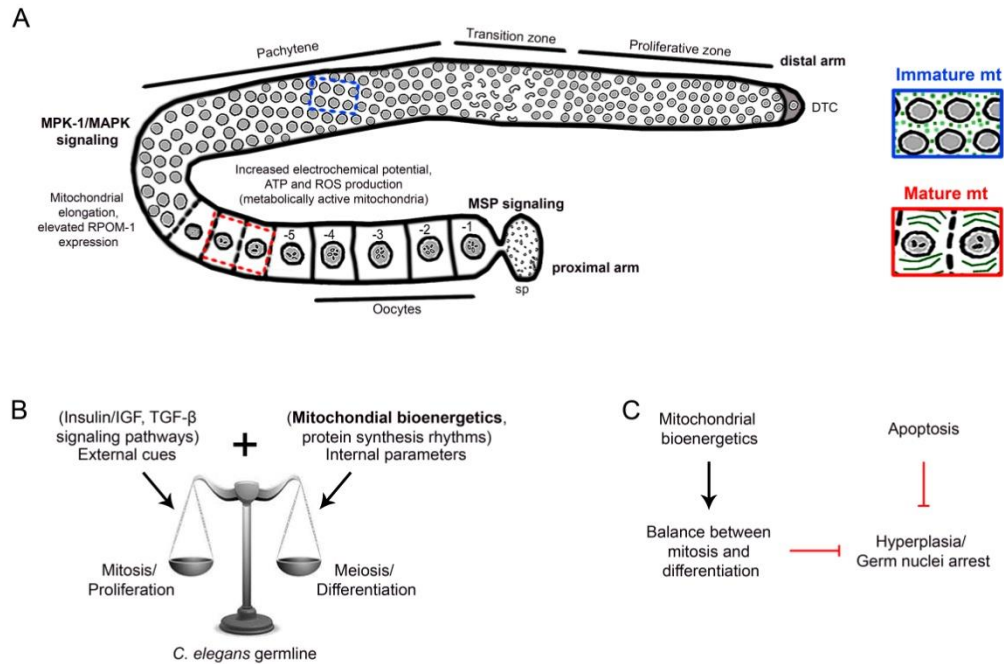 A
Pachytene
Transition zone
Proliferative zone
distal arm
DTC
MPK-1/MAPK
signaling
Mitochondrial
elongation,
elevated RPOM-1
expression
Increased electrochemical potential,
ATP and ROS production
(metabolically active mitochondria)
MSP signaling
-5
-4
-3
-2
-1
proximal arm
sp
Oocytes
Immature mt
Mature mt
B
(Insulin/IGF, TGF-β
signaling pathways)
External cues
+
(Mitochondial bioenergetics,
protein synthesis rhythms)
Internal parameters
Mitosis/
Proliferation
Meiosis/
Differentiation
C. elegans germline
C
Mitochondrial
bioenergetics
Apoptosis
Balance between
mitosis and
differentiation
Hyperplasia/
Germ nuclei arrest